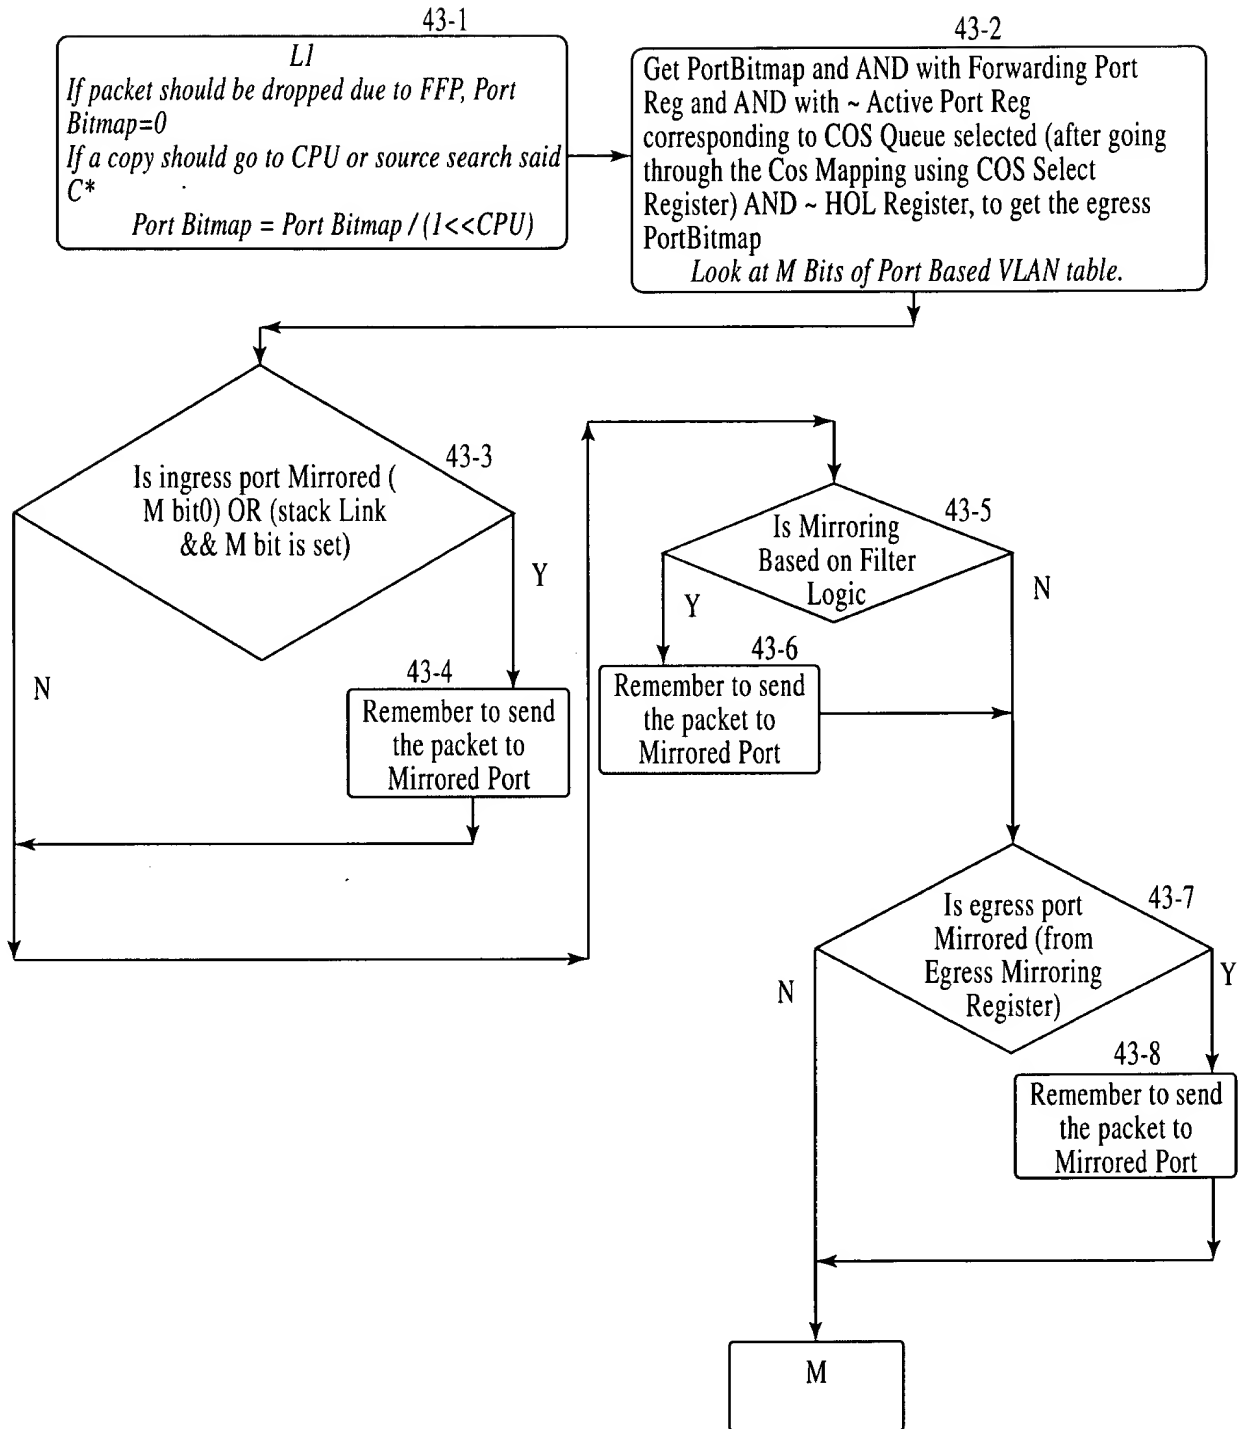 43-1
L1
If packet should be dropped due to FFP, Port
Bitmap=0
If a copy should go to CPU or source search said
C*
Port Bitmap = Port Bitmap / (1<<CPU)
43-2
Get PortBitmap and AND with Forwarding Port
Reg and AND with ~ Active Port Reg
corresponding to COS Queue selected (after going
through the Cos Mapping using COS Select
Register) AND ~ HOL Register, to get the egress
PortBitmap
Look at M Bits of Port Based VLAN table.
43-3
Is ingress port Mirrored (
M bit0) OR (stack Link
&& M bit is set)
Y
N
43-4
Remember to send
the packet to
Mirrored Port
43-5
Is Mirroring
Based on Filter
Logic
Y
N
43-6
Remember to send
the packet to
Mirrored Port
43-7
Is egress port
Mirrored (from
Egress Mirroring
Register)
N
Y
43-8
Remember to send
the packet to
Mirrored Port
M